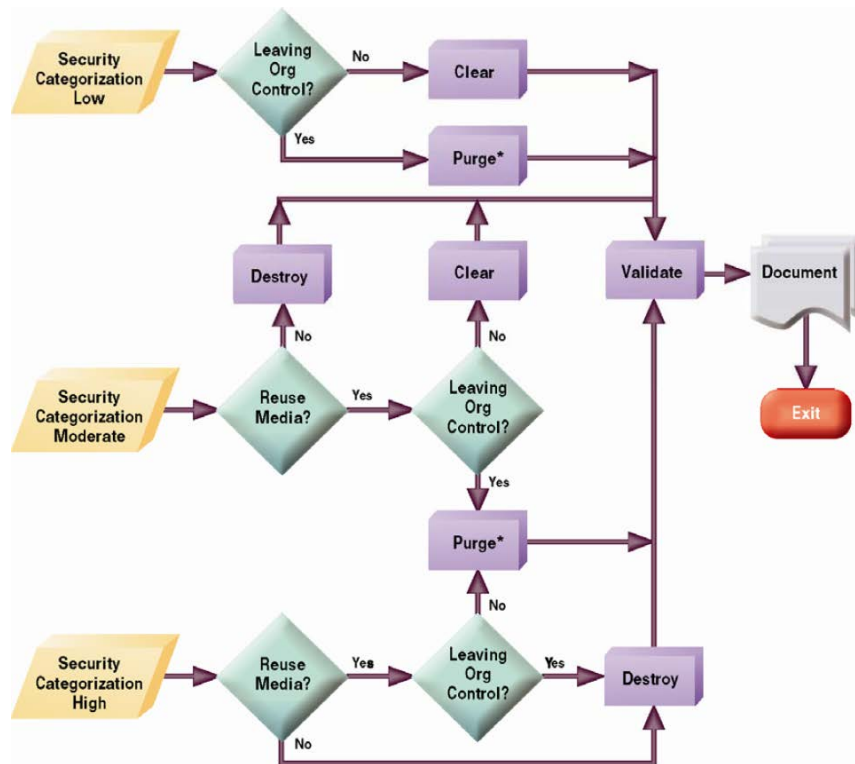 Security
Categorization
Low
Leaving
Org
Control?
No
Clear
Yes
Purge*
Destroy
Clear
Validate
Document
No
No
Security
Categorization
Moderate
Reuse
Media?
Yes
Leaving
Org
Control?
Exit
Yes
Purge*
No
Security
Categorization
High
Reuse
Media?
Yes
Leaving
Org
Control?
Yes
Destroy
No